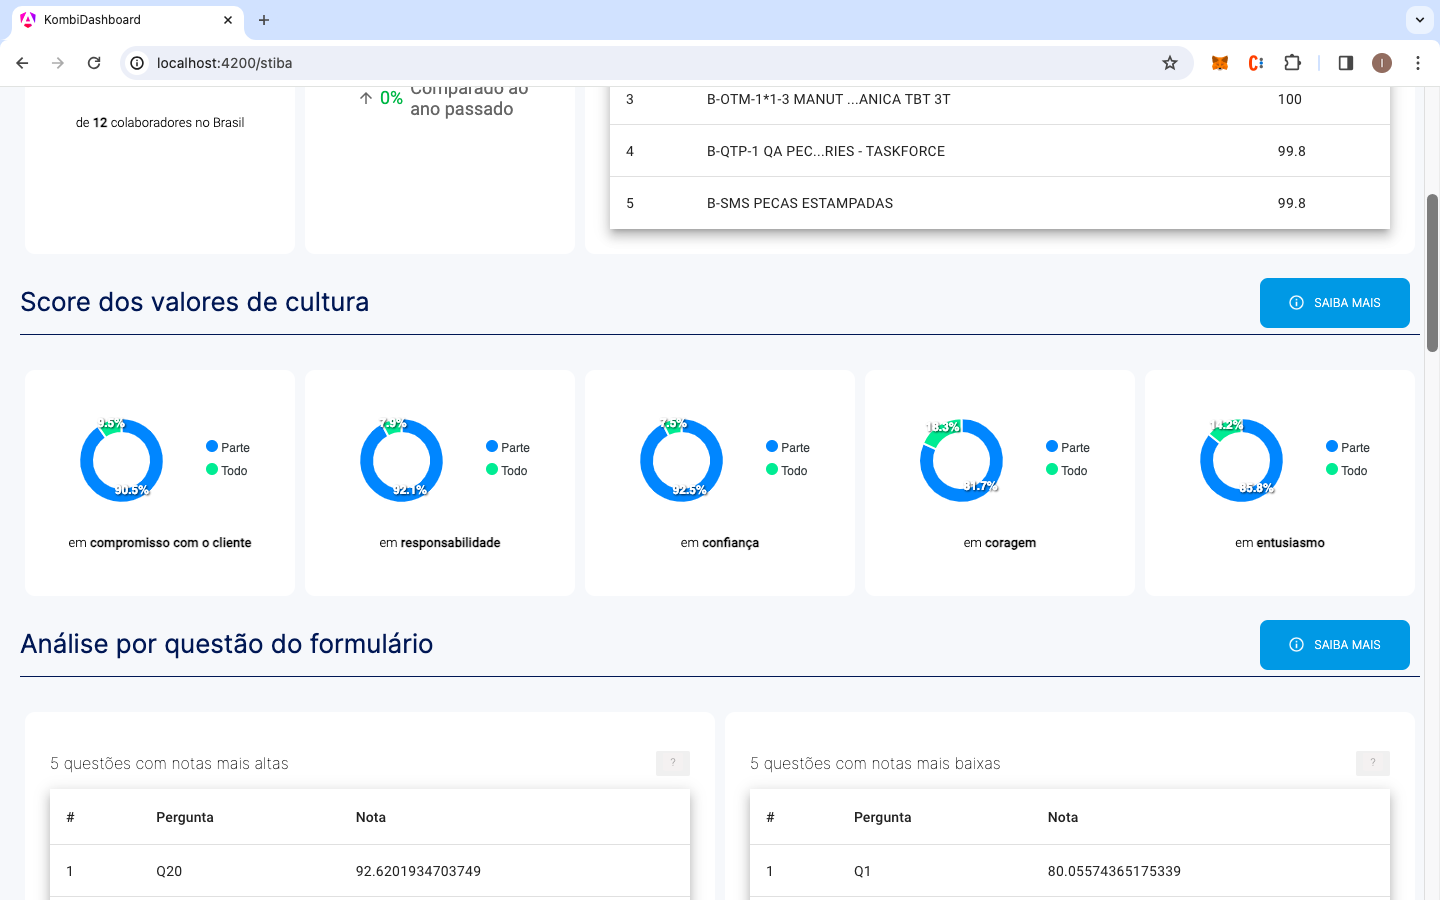 KombiDashboard
localhost:4200/stiba
I
de 12 colaboradores no Brasil
0% Comparado ao
ano passado
3 B-OTM-1*1-3 MANUT ...ANICA TBT 3T 100
4 B-QTP-1 QA PEC...RIES - TASKFORCE 99.8
5 B-SMS PECAS ESTAMPADAS 99.8
Score dos valores de cultura
SAIBA MAIS
9.5%
90.5%
Parte
Todo
em compromisso com o cliente
7.9%
92.1%
Parte
Todo
em responsabilidade
7.5%
92.5%
Parte
Todo
em confiança
18.3%
81.7%
Parte
Todo
em coragem
14.2%
85.8%
Parte
Todo
em entusiasmo
Análise por questão do formulário
SAIBA MAIS
5 questões com notas mais altas
?
# Pergunta Nota
1 Q20 92.6201934703749
5 questões com notas mais baixas
?
# Pergunta Nota
1 Q1 80.05574365175339